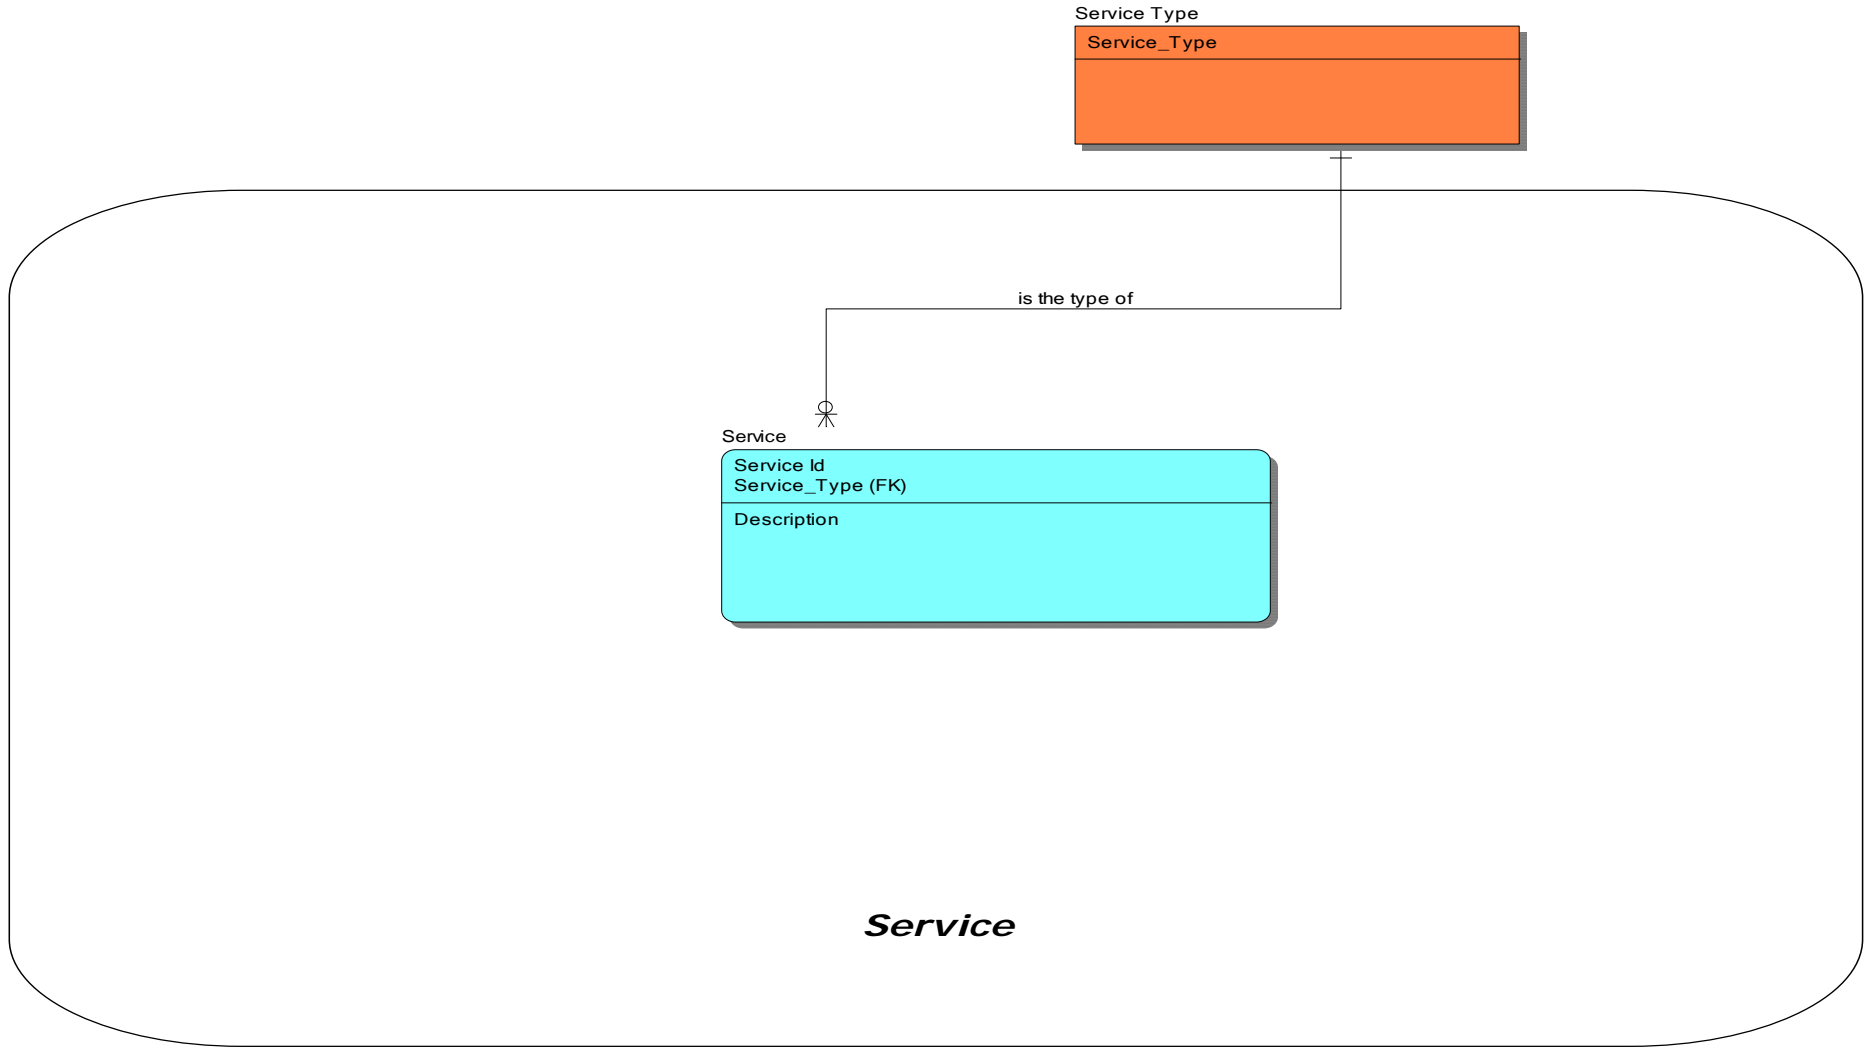 Service Type
Service_Type
is the type of
Service
Service Id
Service_Type (FK)
Description
Service